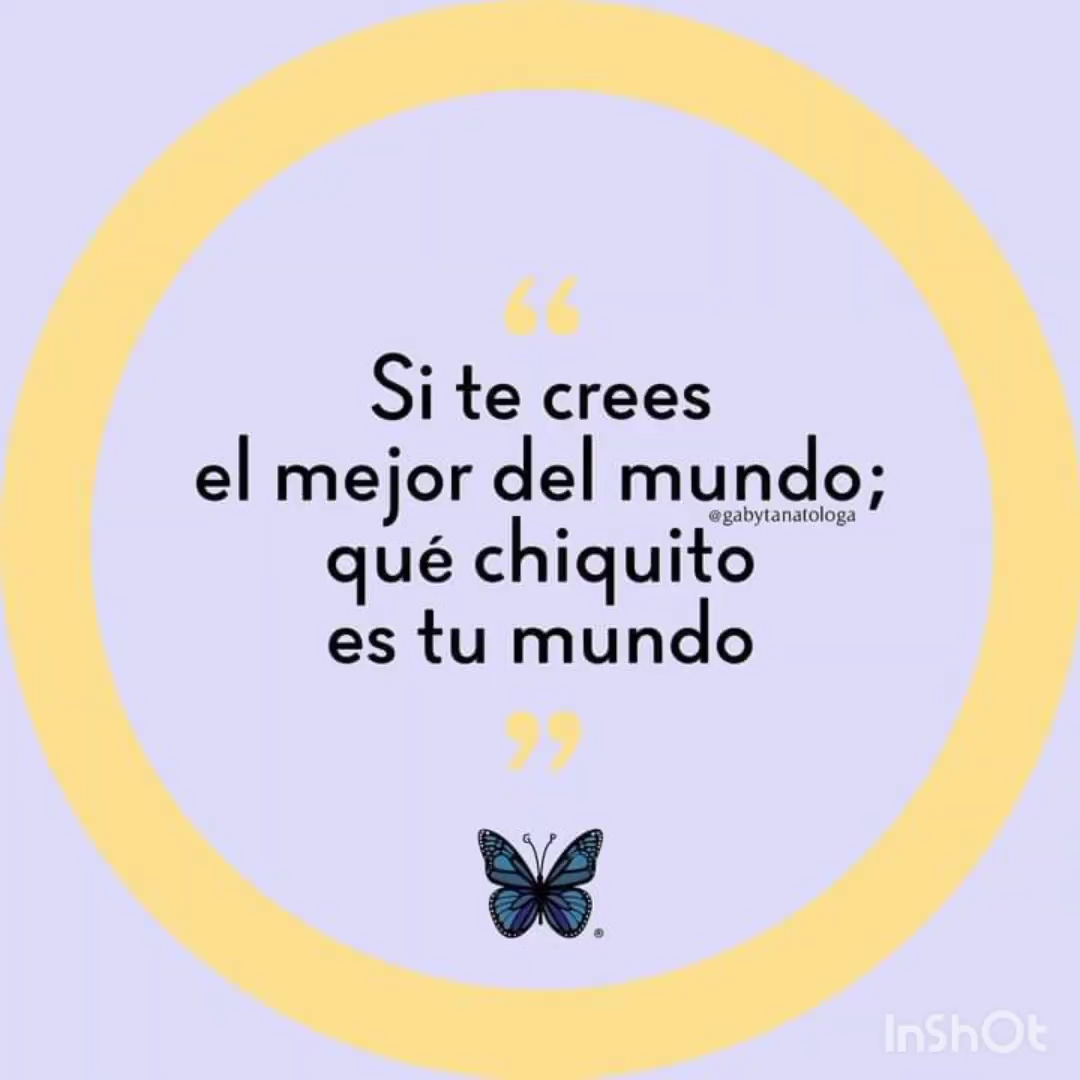 “
Si te crees
el mejor del mundo;
@gabytanatologa
qué chiquito
es tu mundo
”
G P
®
InShOt